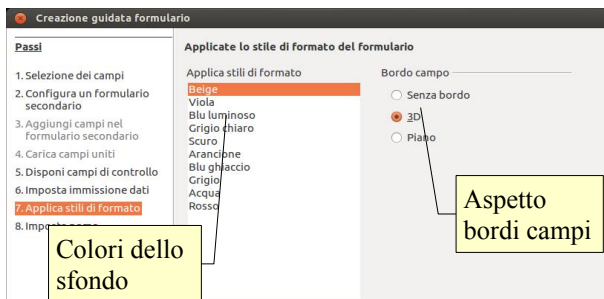 Creazione guidata formulario
Passi
1. Selezione dei campi
2. Configura un formulario
secondario
3. Aggiungi campi nel
formulario secondario
4. Carica campi uniti
5. Disponi campi di controllo
6. Imposta immissione dati
7. Applica stili di formato
8.
Applicate lo stile di formato del formulario
Applica stili di formato
Beige
Viola
Blu luminoso
Grigio chiaro
Scuro
Arancione
Blu ghiaccio
Grigio
Acqua
Rosso
Bordo campo
Senza bordo
3D
Piano
Colori dello
sfondo
Aspetto
bordi campi